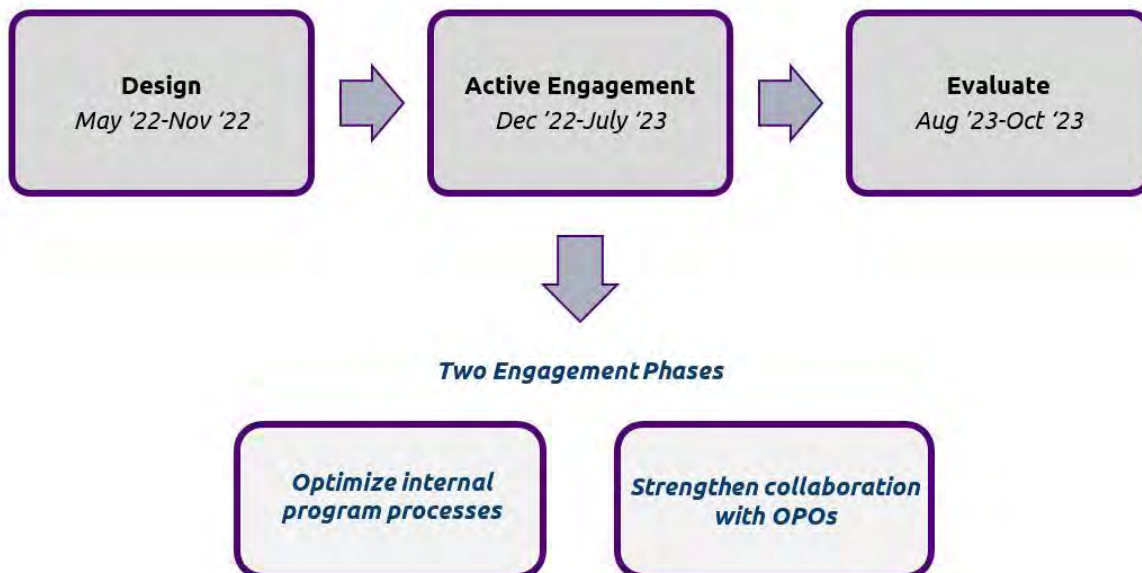 Design
May ‘22-Nov ‘22
Active Engagement
Dec ’22-July ‘23
Evaluate
Aug ’23-Oct ‘23
Two Engagement Phases
Optimize internal
program processes
Strengthen collaboration
with OPOs